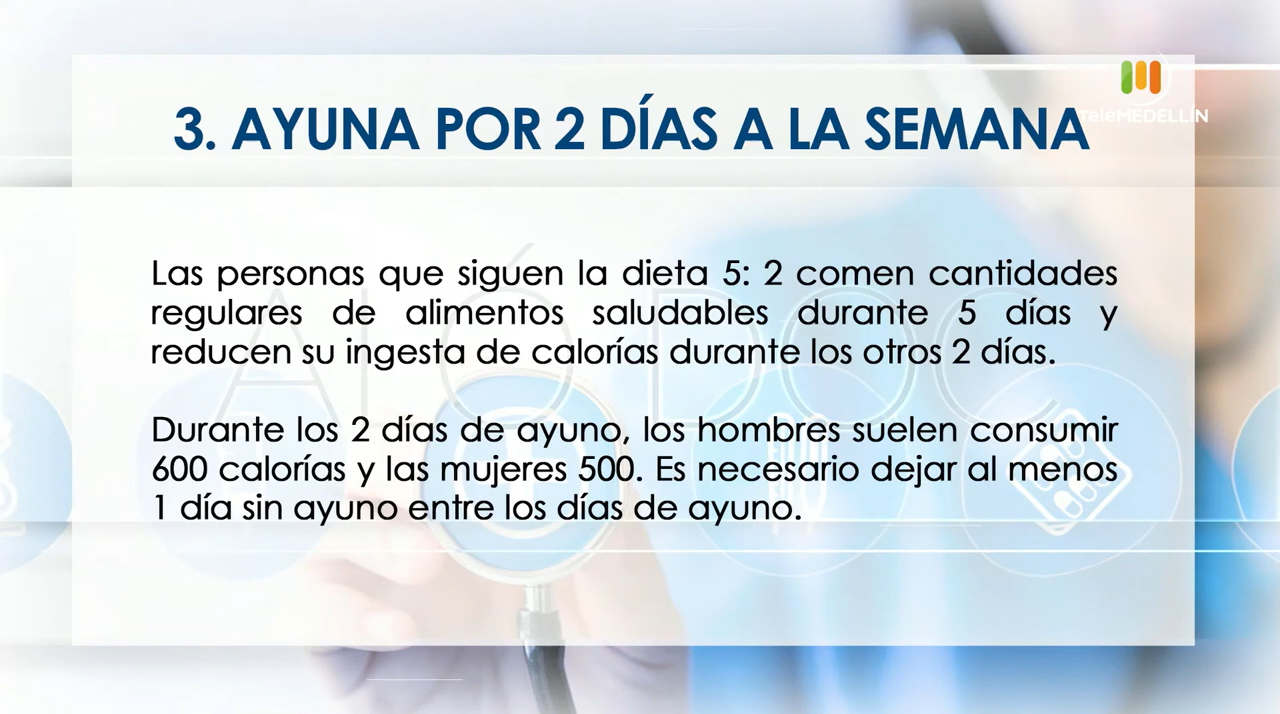 teleMEDELLÍN
3. AYUNA POR 2 DÍAS A LA SEMANA
Las personas que siguen la dieta 5: 2 comen cantidades
regulares de alimentos saludables durante 5 días y
reducen su ingesta de calorías durante los otros 2 días.
Durante los 2 días de ayuno, los hombres suelen consumir
600 calorías y las mujeres 500. Es necesario dejar al menos
1 día sin ayuno entre los días de ayuno.
ALÓ DOC